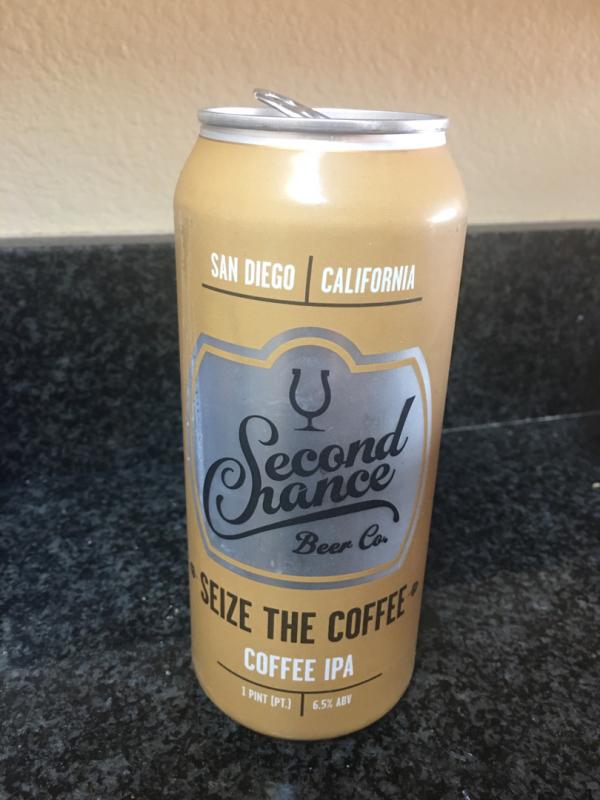 SAN DIEGO | CALIFORNIA
Second
Chance
Beer Co.
SEIZE THE COFFEE
COFFEE IPA
1 PINT [PT.] | 6.5% ABV